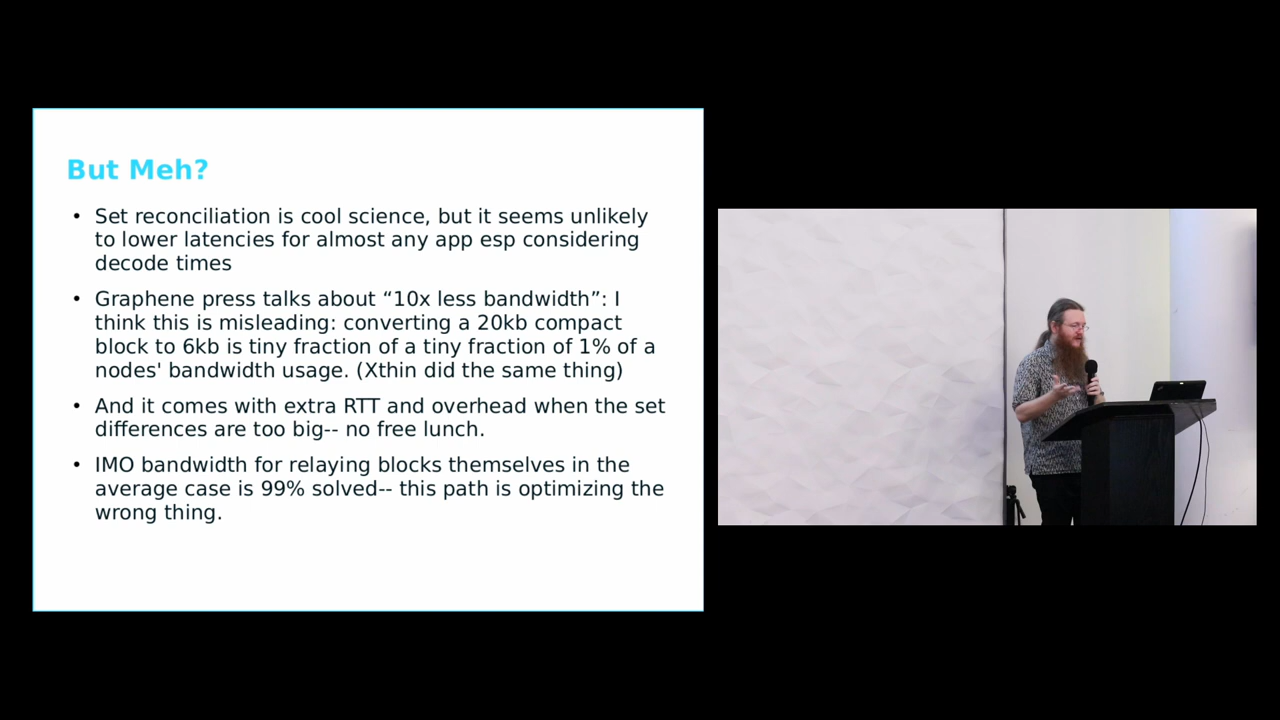 But Meh?
• Set reconciliation is cool science, but it seems unlikely
to lower latencies for almost any app esp considering
decode times
• Graphene press talks about “10x less bandwidth”: I
think this is misleading: converting a 20kb compact
block to 6kb is tiny fraction of a tiny fraction of 1% of a
nodes' bandwidth usage. (Xthin did the same thing)
• And it comes with extra RTT and overhead when the set
differences are too big-- no free lunch.
• IMO bandwidth for relaying blocks themselves in the
average case is 99% solved-- this path is optimizing the
wrong thing.